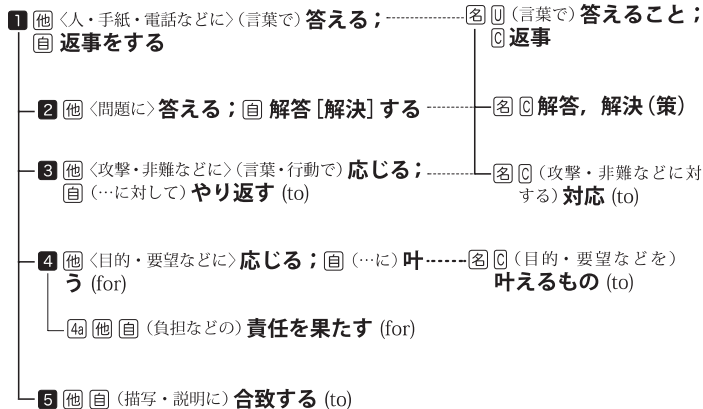 1 他 〈人・手紙・電話などに〉(言葉で) 答える；
自 返事をする
名 U (言葉で) 答えること；
C 返事
2 他 〈問題に〉答える；自 解答[解決]する
名 C 解答，解決(策)
3 他 〈攻撃・非難などに〉(言葉・行動で) 応じる；
自 (…に対して) やり返す (to)
名 C (攻撃・非難などに対
する) 対応 (to)
4 他 〈目的・要望などに〉応じる；自 (…に) 叶
う (for)
名 C (目的・要望などを)
叶えるもの (to)
4a 他 自 (負担などの) 責任を果たす (for)
5 他 自 (描写・説明に) 合致する (to)